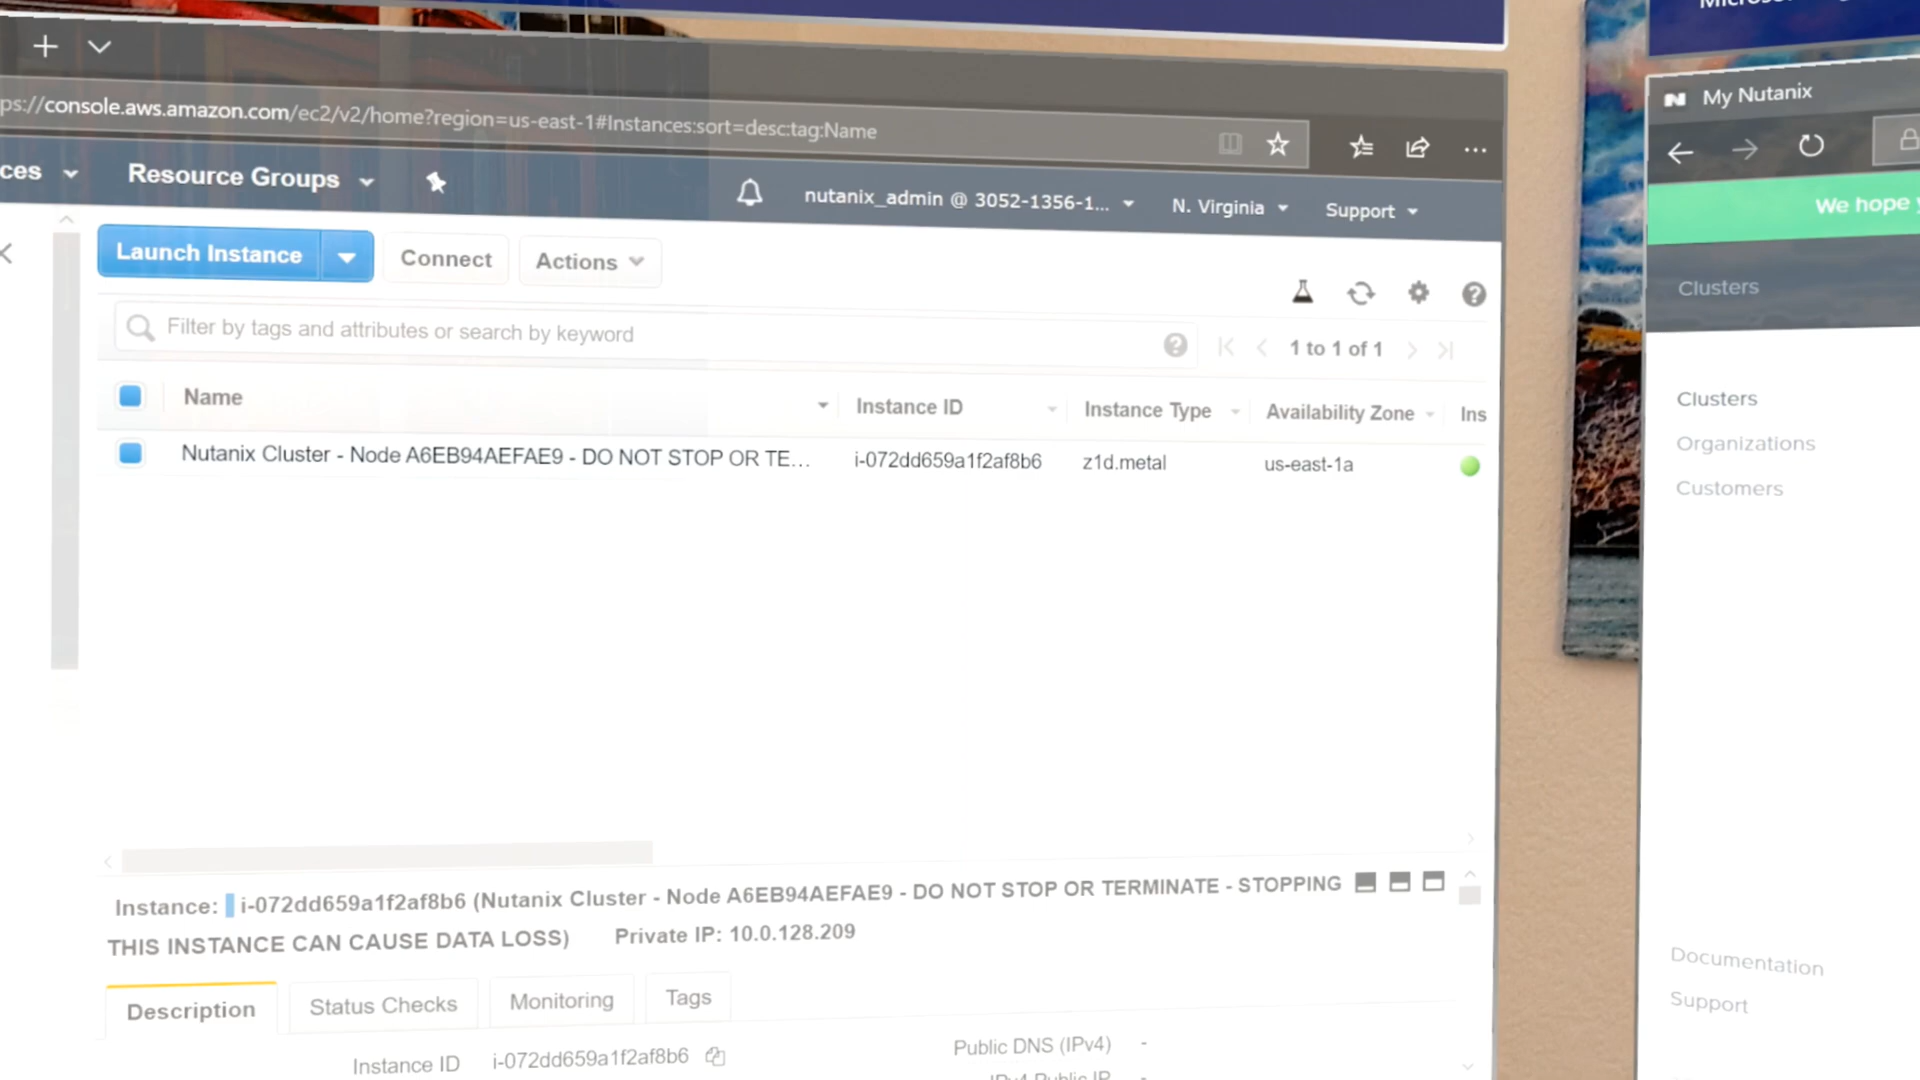 ps://console.aws.amazon.com/ec2/v2/home?region=us-east-1#Instances:sort=desc:tag:Name
ces Resource Groups nutanix_admin @ 3052-1356-1... N. Virginia Support
Launch Instance Connect Actions
Filter by tags and attributes or search by keyword 1 to 1 of 1
Name Instance ID Instance Type Availability Zone Ins
Nutanix Cluster - Node A6EB94AEFAE9 - DO NOT STOP OR TE... i-072dd659a1f2af8b6 z1d.metal us-east-1a
Instance: i-072dd659a1f2af8b6 (Nutanix Cluster - Node A6EB94AEFAE9 - DO NOT STOP OR TERMINATE - STOPPING
THIS INSTANCE CAN CAUSE DATA LOSS) Private IP: 10.0.128.209
Description Status Checks Monitoring Tags
Instance ID i-072dd659a1f2af8b6 Public DNS (IPv4) -
IPv4 Public IP -
My Nutanix
We hope
Clusters
Clusters
Organizations
Customers
Documentation
Support